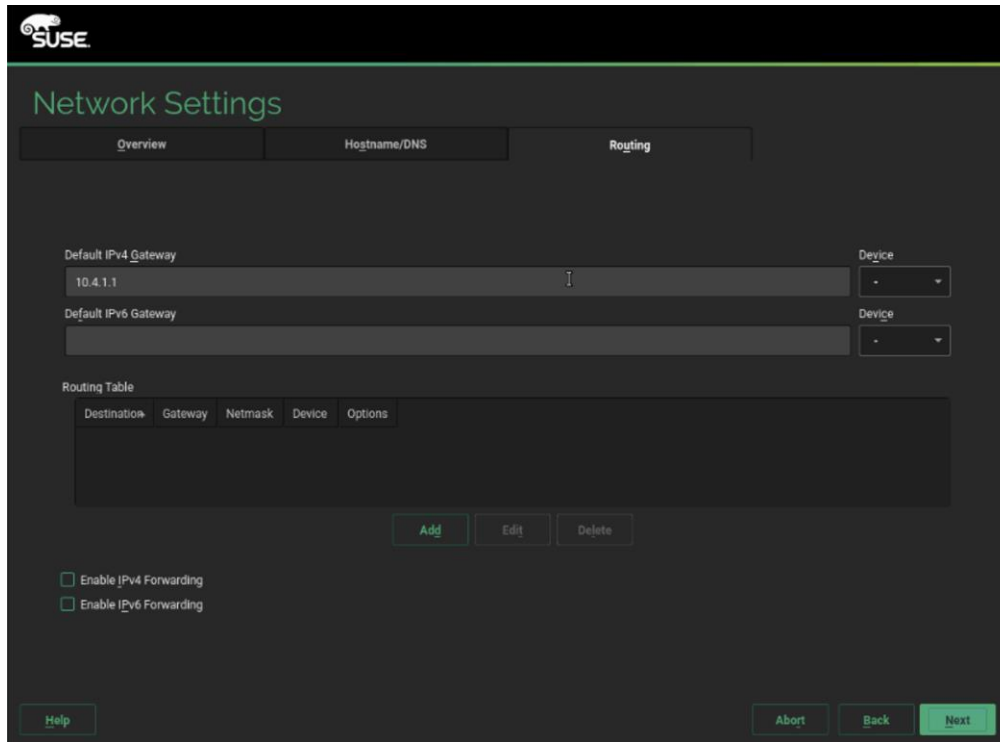 SUSE.
Network Settings
Overview Hostname/DNS Routing
Default IPv4 Gateway Device
10.4.1.1 -
Default IPv6 Gateway Device
-
Routing Table
Destination Gateway Netmask Device Options
Add Edit Delete
Enable IPv4 Forwarding
Enable IPv6 Forwarding
Help Abort Back Next